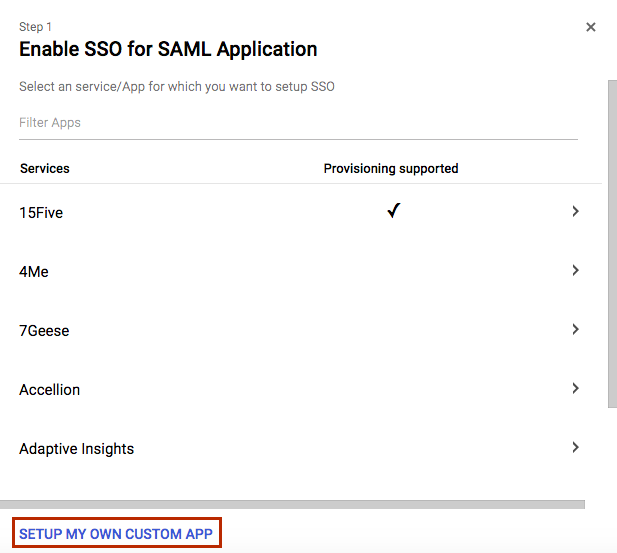 Step 1
Enable SSO for SAML Application
Select an service/App for which you want to setup SSO
Filter Apps
Services Provisioning supported
15Five
4Me
7Geese
Accellion
Adaptive Insights
SETUP MY OWN CUSTOM APP